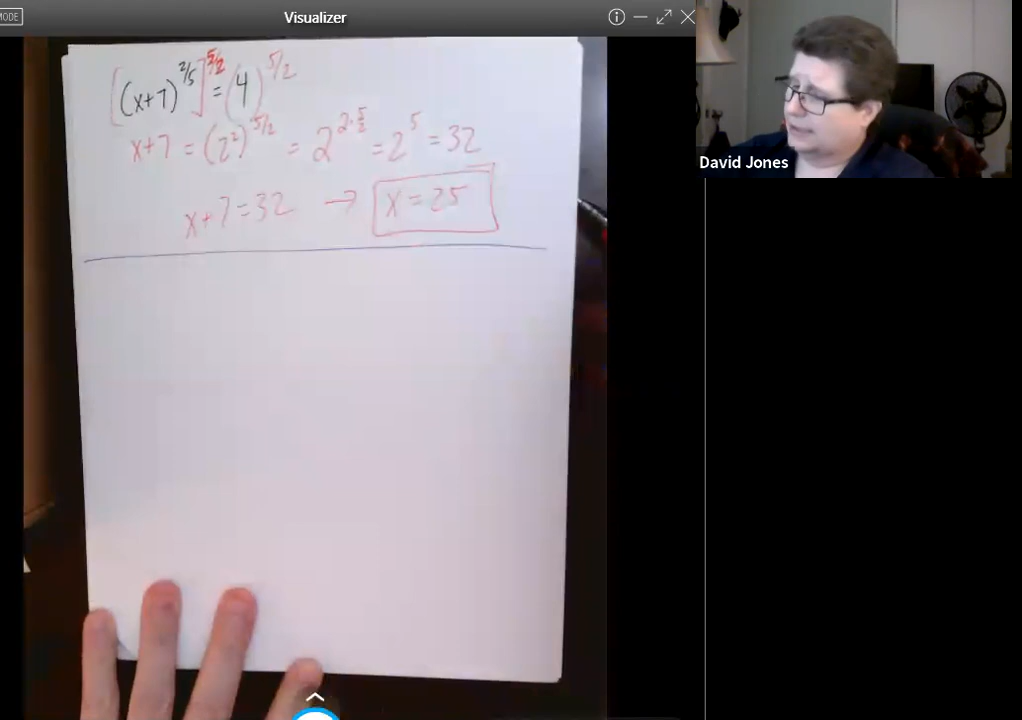 MODE
Visualizer
[(x+7)^2/5]^5/2 = (4)^5/2
x+7 = (2^2)^5/2 = 2^2·5/2 = 2^5 = 32
x+7=32 → x=25
David Jones